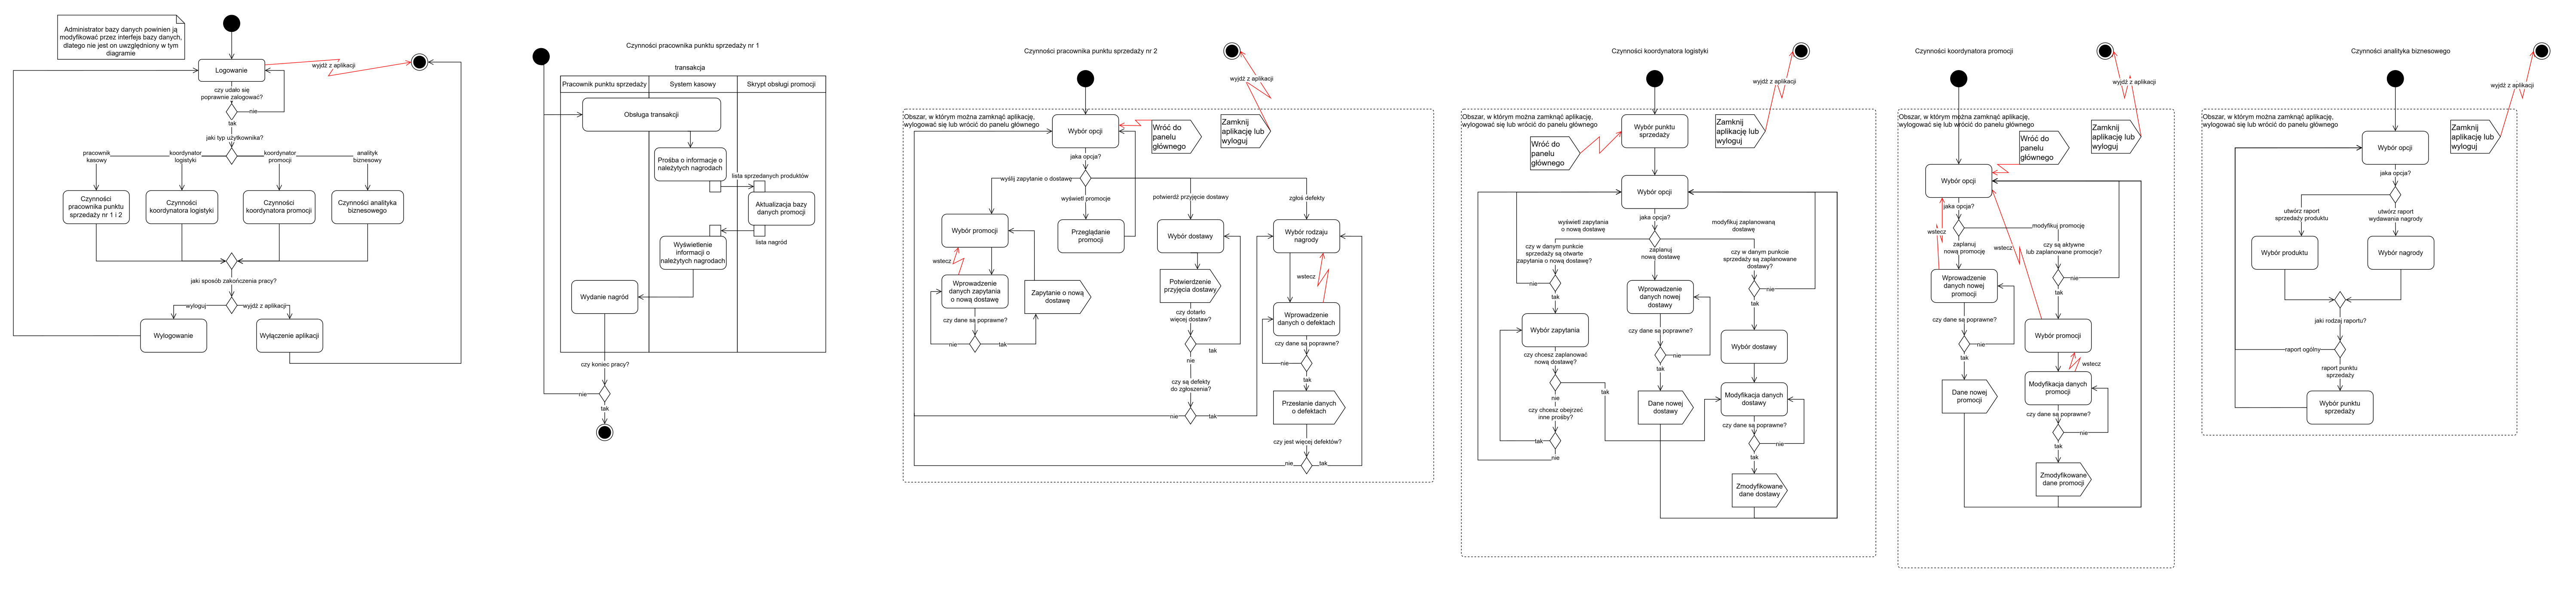 Administrator bazy danych powinien ją
modyfikować przez interfejs bazy danych,
dlatego nie jest on uwzględniony w tym
diagramie
Logowanie
wyjdź z aplikacji
czy udało się
poprawnie zalogować?
nie
tak
jaki typ użytkownika?
pracownik
kasowy
koordynator
logistyki
koordynator
promocji
analityk
biznesowy
Czynności
pracownika punktu
sprzedaży nr 1 i 2
Czynności
koordynatora logistyki
Czynności
koordynatora promocji
Czynności analityka
biznesowego
jaki sposób zakończenia pracy?
wyloguj
wyjdź z aplikacji
Wylogowanie
Wyłączenie aplikacji
Czynności pracownika punktu sprzedaży nr 1
transakcja
Pracownik punktu sprzedaży
System kasowy
Skrypt obsługi promocji
Obsługa transakcji
Prośba o informacje o
należytych nagrodach
lista sprzedanych produktów
Aktualizacja bazy
danych promocji
lista nagród
Wyświetlenie
informacji o
należytych nagrodach
Wydanie nagród
czy koniec pracy?
nie
tak
Czynności pracownika punktu sprzedaży nr 2
wyjdź z aplikacji
Obszar, w którym można zamknąć aplikację,
wylogować się lub wrócić do panelu głównego
Wybór opcji
Wróć do
panelu
głównego
Zamknij
aplikację lub
wyloguj
jaka opcja?
wyślij zapytanie o dostawę
wyświetl promocje
potwierdź przyjęcie dostawy
zgłoś defekty
Wybór promocji
Przeglądanie
promocji
Wybór dostawy
Wybór rodzaju
nagrody
wstecz
wstecz
Wprowadzenie
danych zapytania
o nową dostawę
Zapytanie o nową
dostawę
Potwierdzenie
przyjęcia dostawy
czy dane są poprawne?
nie
tak
czy dotarło
więcej dostaw?
tak
nie
Wprowadzenie
danych o defektach
czy dane są poprawne?
nie
tak
czy są defekty
do zgłoszenia?
nie
tak
Przesłanie danych
o defektach
czy jest więcej defektów?
nie
tak
Czynności koordynatora logistyki
wyjdź z aplikacji
Obszar, w którym można zamknąć aplikację,
wylogować się lub wrócić do panelu głównego
Wybór punktu
sprzedaży
Wróć do
panelu
głównego
Zamknij
aplikację lub
wyloguj
Wybór opcji
jaka opcja?
wyświetl zapytania
o nową dostawę
zaplanuj
nową dostawę
modyfikuj zaplanowaną
dostawę
czy w danym punkcie
sprzedaży są otwarte
zapytania o nową dostawę?
nie
tak
czy w danym punkcie
sprzedaży są zaplanowane
dostawy?
nie
tak
Wprowadzenie
danych nowej
dostawy
czy dane są poprawne?
nie
tak
Wybór zapytania
czy chcesz zaplanować
nową dostawę?
tak
nie
czy chcesz obejrzeć
inne prośby?
tak
nie
Wybór dostawy
Dane nowej
dostawy
Modyfikacja danych
dostawy
czy dane są poprawne?
nie
tak
Zmodyfikowane
dane dostawy
Czynności koordynatora promocji
wyjdź z aplikacji
Obszar, w którym można zamknąć aplikację,
wylogować się lub wrócić do panelu głównego
Wróć do
panelu
głównego
Zamknij
aplikację lub
wyloguj
Wybór opcji
jaka opcja?
modyfikuj promocję
wstecz
zaplanuj
nową promocję
wstecz
czy są aktywne
lub zaplanowane promocje?
nie
tak
Wprowadzenie
danych nowej
promocji
czy dane są poprawne?
nie
tak
Wybór promocji
wstecz
Dane nowej
promocji
Modyfikacja danych
promocji
czy dane są poprawne?
nie
tak
Zmodyfikowane
dane promocji
Czynności analityka biznesowego
wyjdź z aplikacji
Obszar, w którym można zamknąć aplikację,
wylogować się lub wrócić do panelu głównego
Zamknij
aplikację lub
wyloguj
Wybór opcji
jaka opcja?
utwórz raport
sprzedaży produktu
utwórz raport
wydawania nagrody
Wybór produktu
Wybór nagrody
jaki rodzaj raportu?
raport ogólny
raport punktu
sprzedaży
Wybór punktu
sprzedaży